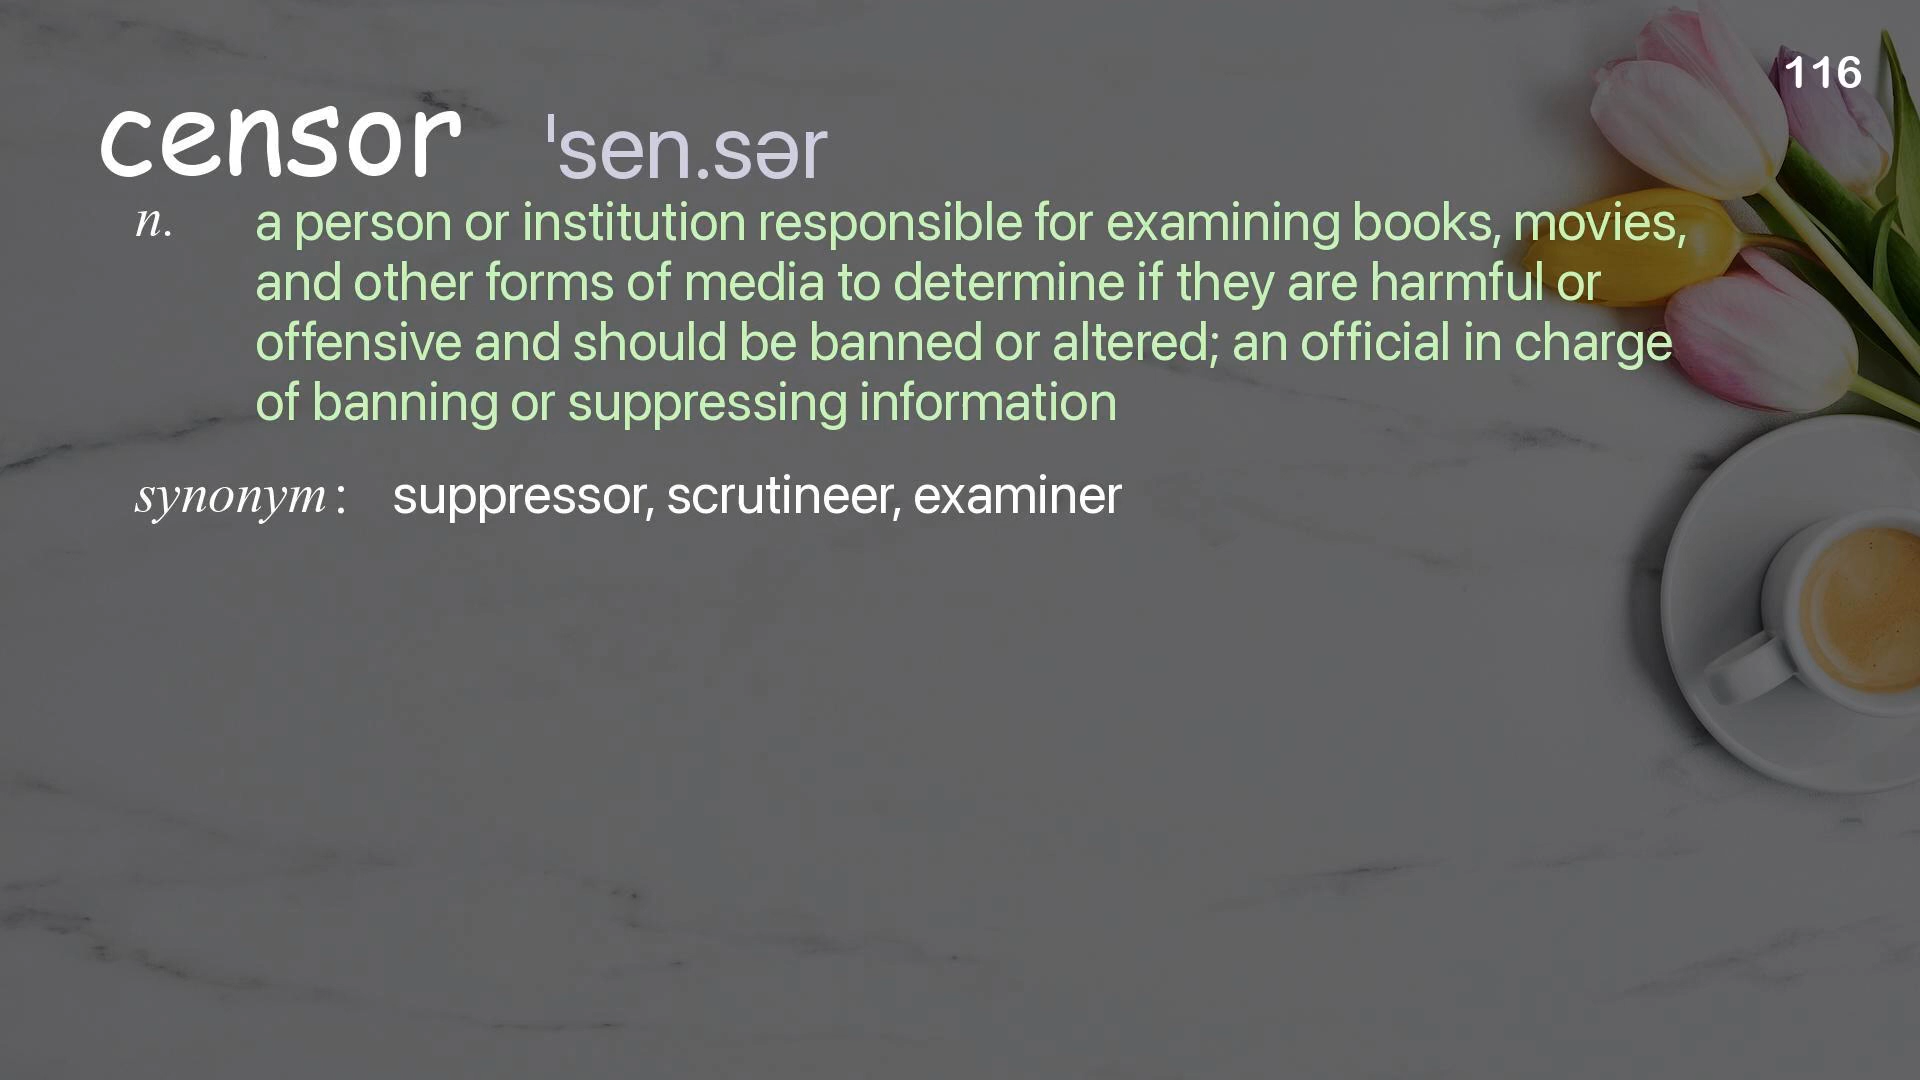 116
censor ˈsen.sər
n. a person or institution responsible for examining books, movies,
and other forms of media to determine if they are harmful or
offensive and should be banned or altered; an official in charge
of banning or suppressing information
synonym : suppressor, scrutineer, examiner